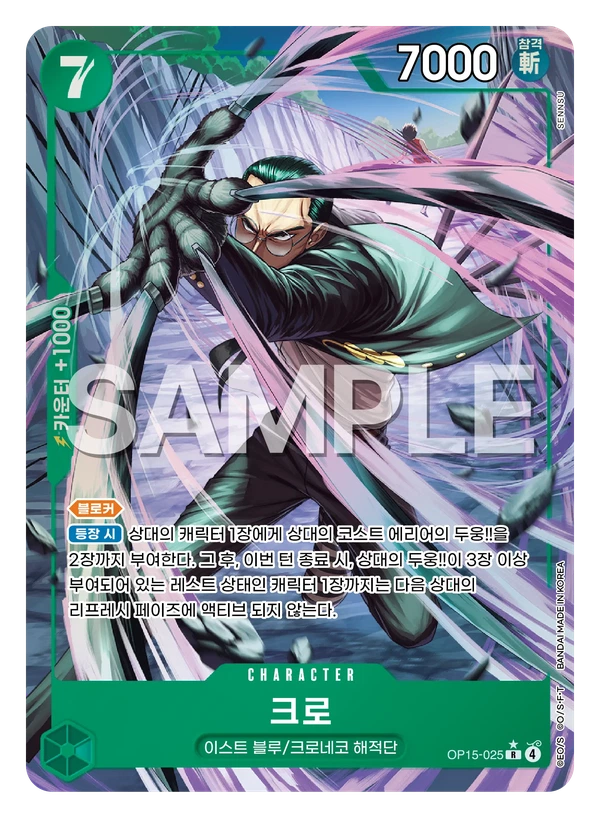 7
7000
참격
斬
SENNSU
카운터 +1000
SAMPLE
블로커
등장 시 상대의 캐릭터 1장에게 상대의 코스트 에리어의 두웅!!을
2장까지 부여한다. 그 후, 이번 턴 종료 시, 상대의 두웅!!이 3장 이상
부여되어 있는 레스트 상태인 캐릭터 1장까지는 다음 상대의
리프레시 페이즈에 액티브 되지 않는다.
CHARACTER
크로
이스트 블루/크로네코 해적단
OP15-025 R 4
©EO/S ©O/S·F·T BANDAI MADE IN KOREA